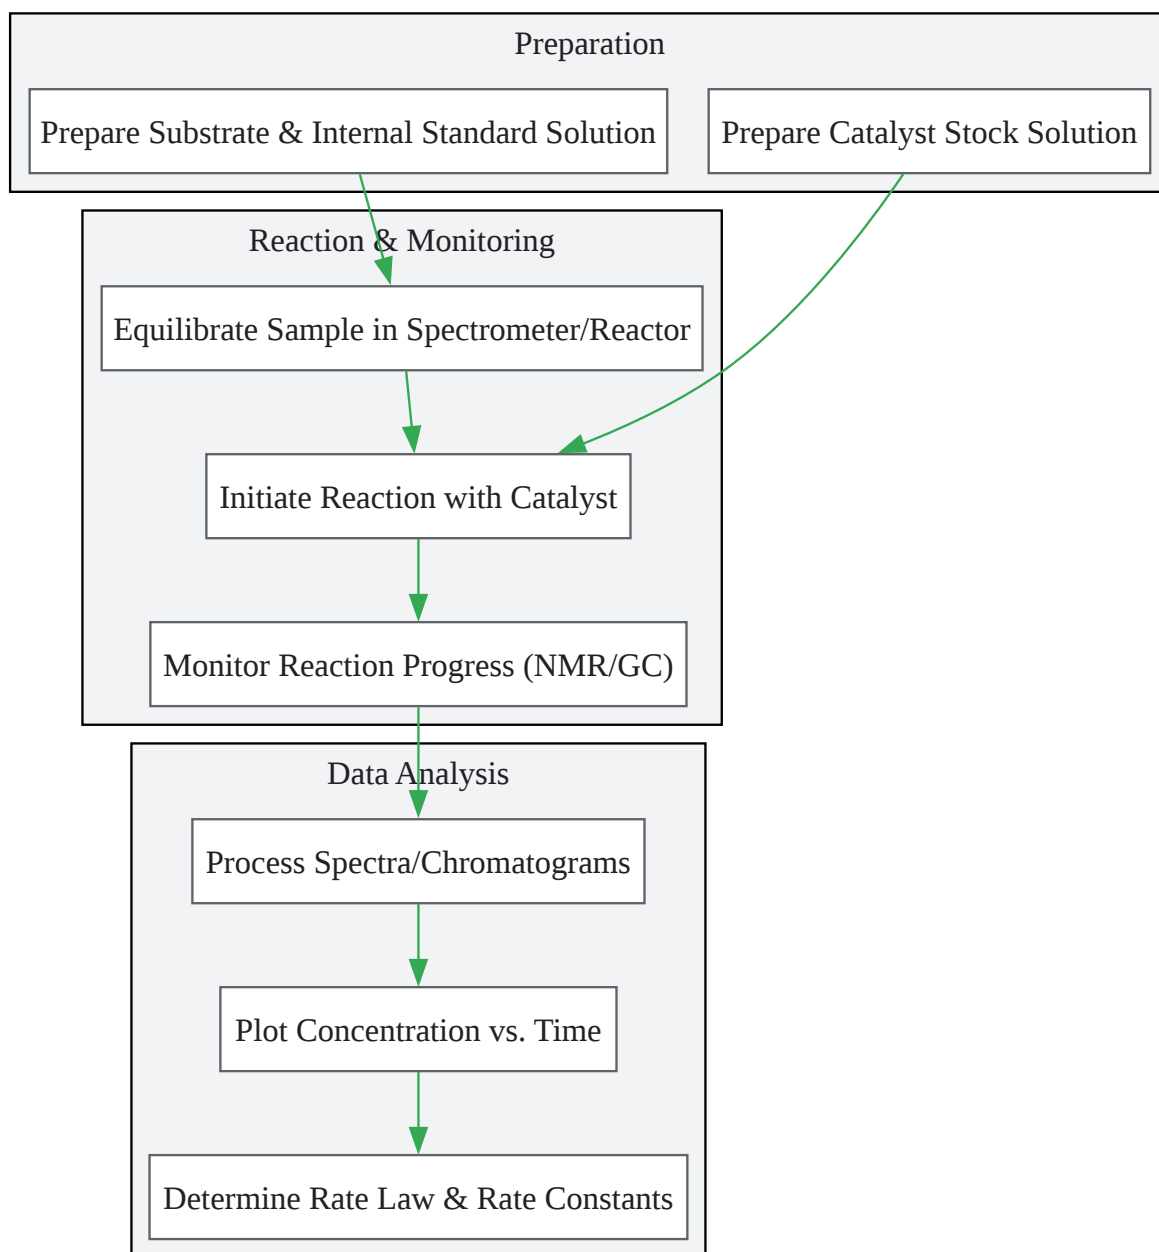 Preparation
Prepare Substrate & Internal Standard Solution
Prepare Catalyst Stock Solution
Reaction & Monitoring
Equilibrate Sample in Spectrometer/Reactor
Initiate Reaction with Catalyst
Monitor Reaction Progress (NMR/GC)
Data Analysis
Process Spectra/Chromatograms
Plot Concentration vs. Time
Determine Rate Law & Rate Constants